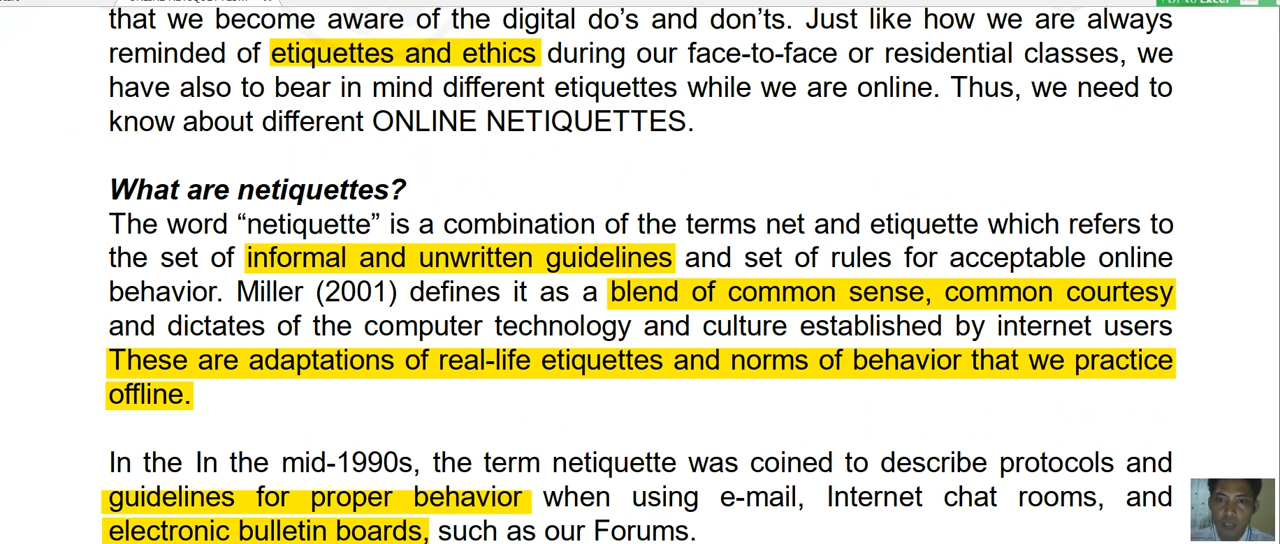 that we become aware of the digital do's and don'ts. Just like how we are always
reminded of etiquettes and ethics during our face-to-face or residential classes, we
have also to bear in mind different etiquettes while we are online. Thus, we need to
know about different ONLINE NETIQUETTES.
What are netiquettes?
The word “netiquette” is a combination of the terms net and etiquette which refers to
the set of informal and unwritten guidelines and set of rules for acceptable online
behavior. Miller (2001) defines it as a blend of common sense, common courtesy
and dictates of the computer technology and culture established by internet users
These are adaptations of real-life etiquettes and norms of behavior that we practice
offline.
In the In the mid-1990s, the term netiquette was coined to describe protocols and
guidelines for proper behavior when using e-mail, Internet chat rooms, and
electronic bulletin boards, such as our Forums.